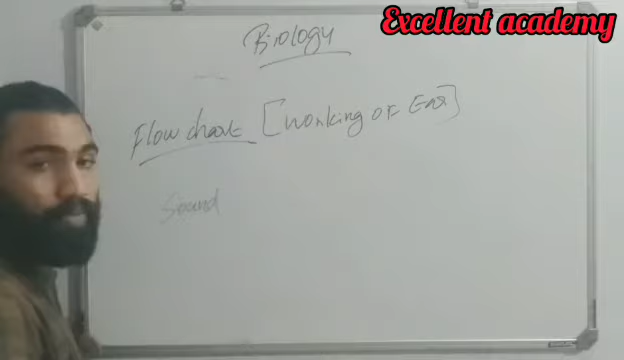 Excellent academy
Biology
Flow chart [Working of Ear]
Sound